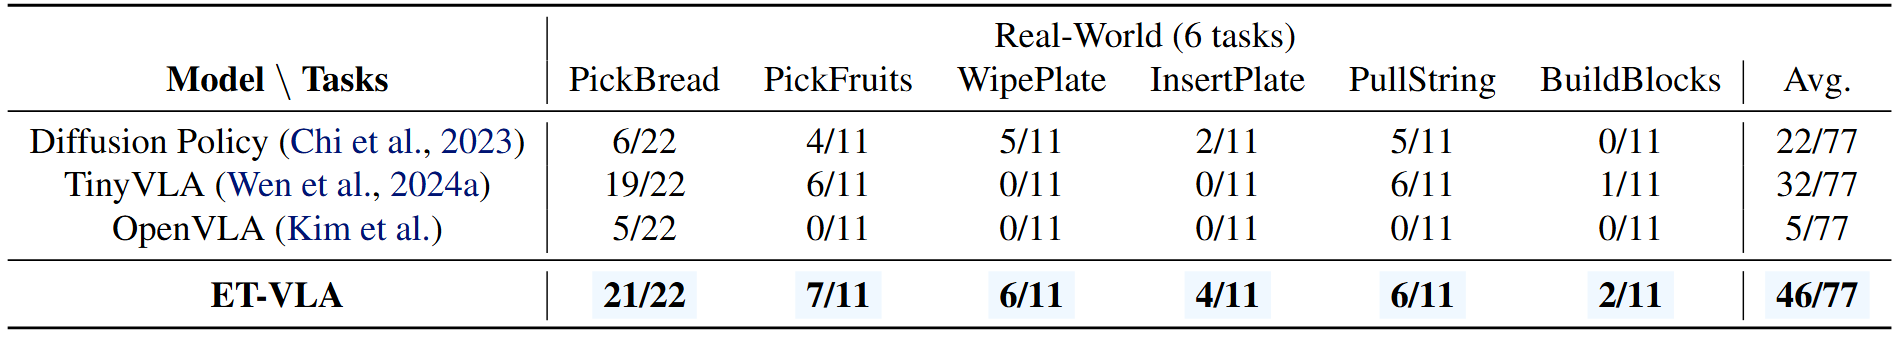 Real-World (6 tasks)
Model \ Tasks PickBread PickFruits WipePlate InsertPlate PullString BuildBlocks Avg.
Diffusion Policy (Chi et al., 2023) 6/22 4/11 5/11 2/11 5/11 0/11 22/77
TinyVLA (Wen et al., 2024a) 19/22 6/11 0/11 0/11 6/11 1/11 32/77
OpenVLA (Kim et al.) 5/22 0/11 0/11 0/11 0/11 0/11 5/77
ET-VLA 21/22 7/11 6/11 4/11 6/11 2/11 46/77